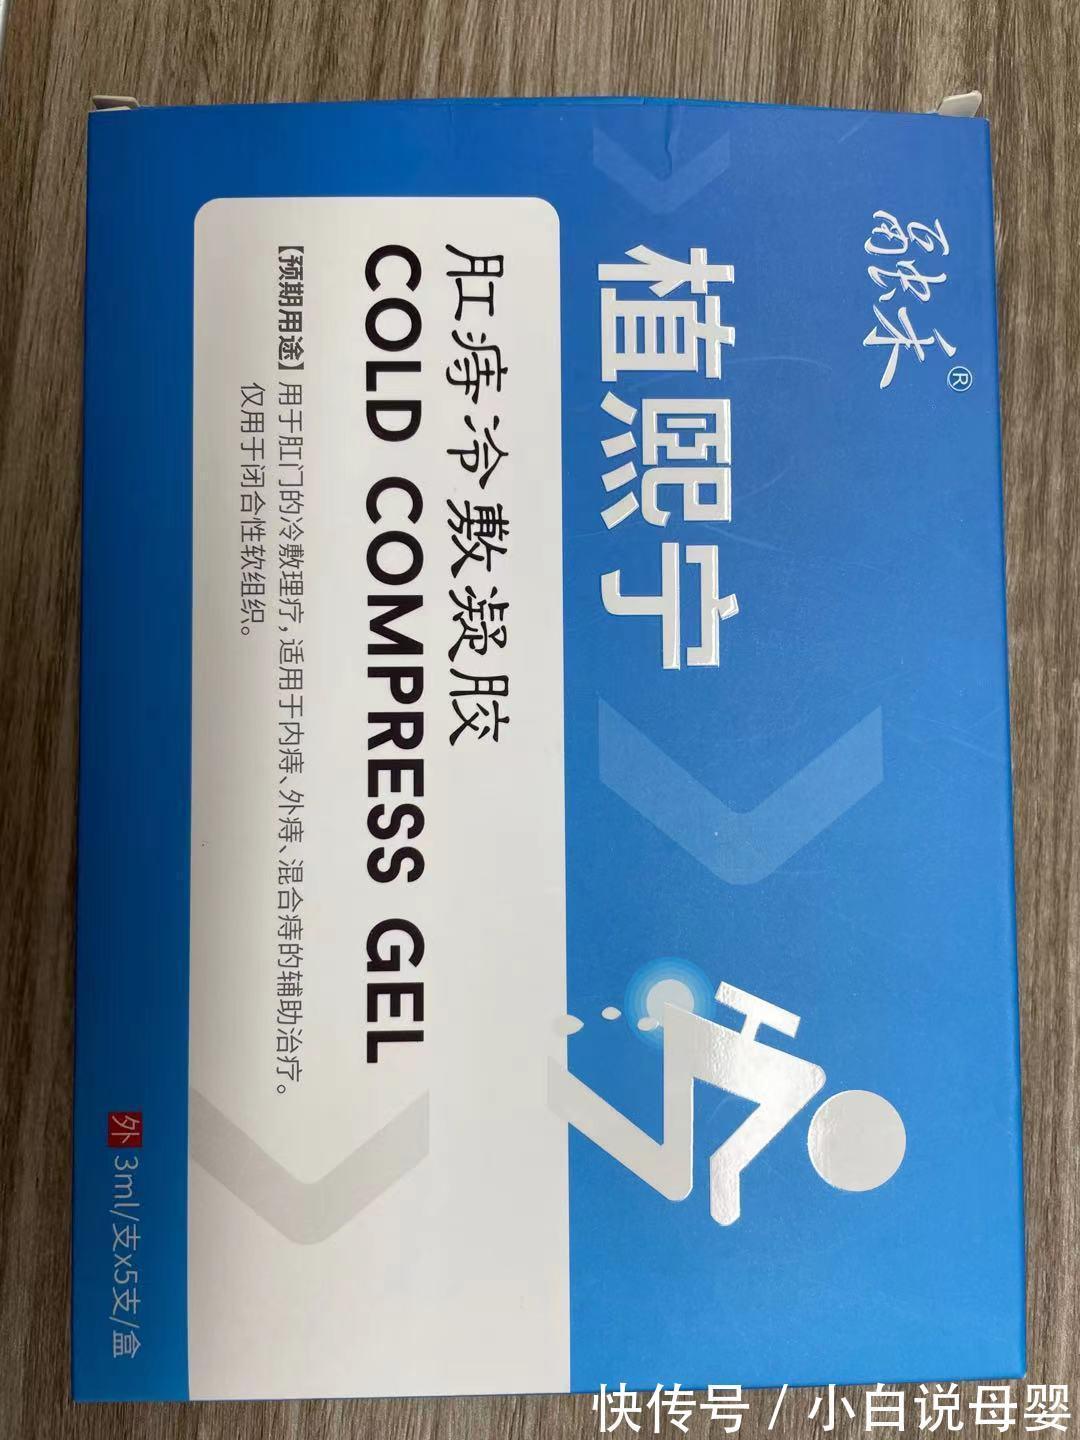 融禾®
植熙宁
肛痔冷敷凝胶
COLD COMPRESS GEL
【预期用途】用于肛门的冷敷理疗,适用于内痔、外痔、混合痔的辅助治疗。
仅用于闭合性软组织。
外 3ml/支x5支/盒
快传号 / 小白说母婴